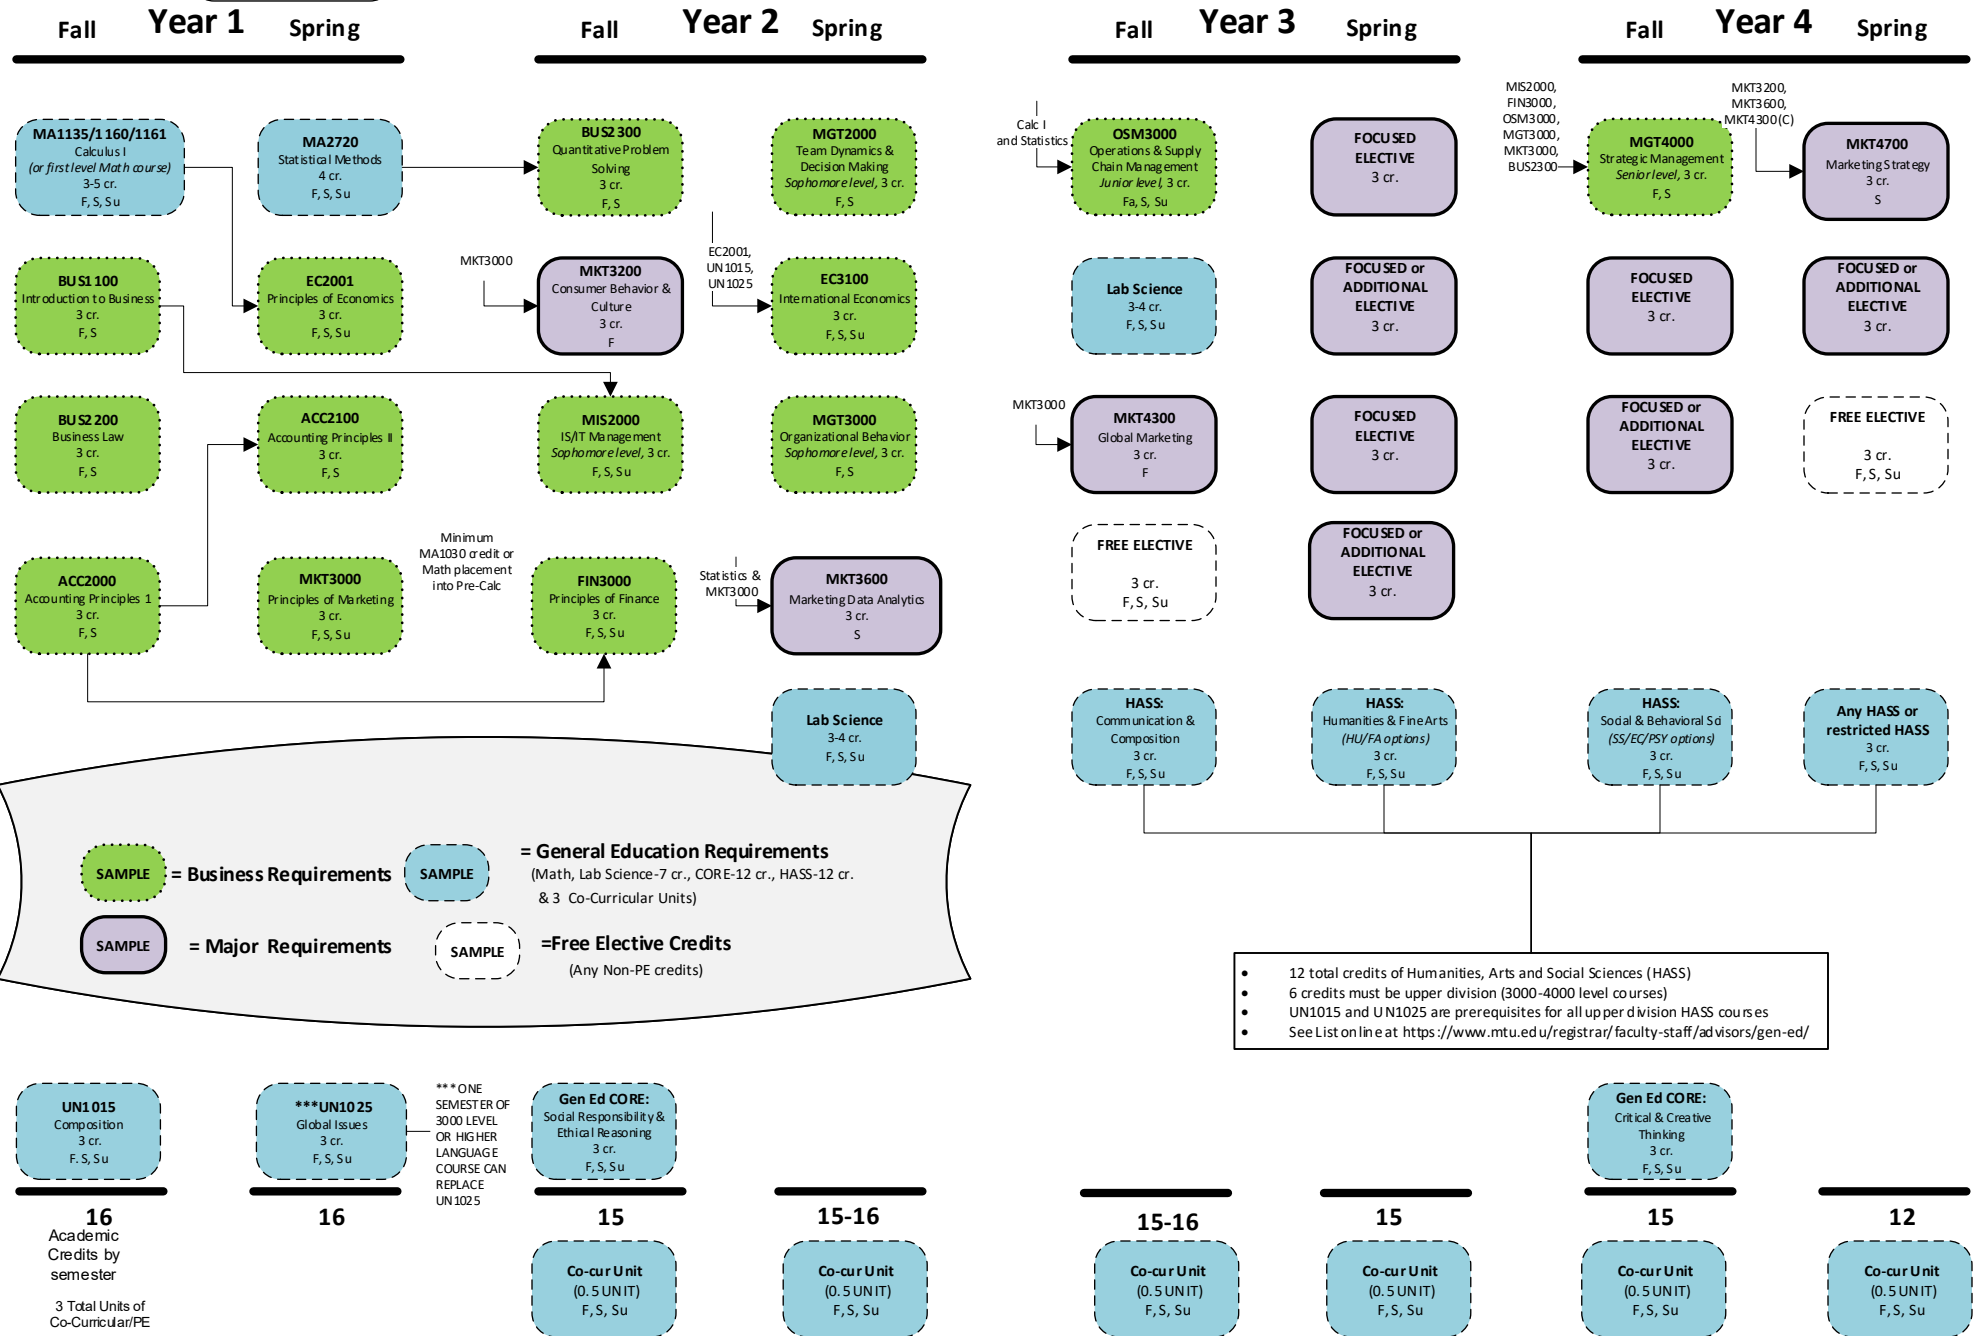 Year 1
Fall
Spring
Year 2
Fall
Spring
Year 3
Fall
Spring
Year 4
Fall
Spring
MA1135/1160/1161
Calculus I
(or first level Math course)
3-5 cr.
F, S, Su
MA2720
Statistical Methods
4 cr.
F, S, Su
BUS2300
Quantitative Problem
Solving
3 cr.
F, S
MGT2000
Team Dynamics &
Decision Making
Sophomore level, 3 cr.
F, S
Calc I
and Statistics
OSM3000
Operations & Supply
Chain Management
Junior level, 3 cr.
Fa, S, Su
FOCUSED
ELECTIVE
3 cr.
MIS2000,
FIN3000,
OSM3000,
MGT3000,
MKT3000,
BUS2300
MGT4000
Strategic Management
Senior level, 3 cr.
F, S
MKT3200,
MKT3600,
MKT4300(C)
MKT4700
Marketing Strategy
3 cr.
S
BUS1100
Introduction to Business
3 cr.
F, S
EC2001
Principles of Economics
3 cr.
F, S, Su
MKT3000
MKT3200
Consumer Behavior &
Culture
3 cr.
F
EC2001,
UN1015,
UN1025
EC3100
International Economics
3 cr.
F, S, Su
Lab Science
3-4 cr.
F, S, Su
FOCUSED or
ADDITIONAL
ELECTIVE
3 cr.
FOCUSED
ELECTIVE
3 cr.
FOCUSED or
ADDITIONAL
ELECTIVE
3 cr.
BUS2200
Business Law
3 cr.
F, S
ACC2100
Accounting Principles II
3 cr.
F, S
MIS2000
IS/IT Management
Sophomore level, 3 cr.
F, S, Su
MGT3000
Organizational Behavior
Sophomore level, 3 cr.
F, S
MKT3000
MKT4300
Global Marketing
3 cr.
F
FOCUSED
ELECTIVE
3 cr.
FOCUSED or
ADDITIONAL
ELECTIVE
3 cr.
FREE ELECTIVE
3 cr.
F, S, Su
ACC2000
Accounting Principles 1
3 cr.
F, S
MKT3000
Principles of Marketing
3 cr.
F, S, Su
Minimum
MA1030 credit or
Math placement
into Pre-Calc
FIN3000
Principles of Finance
3 cr.
F, S, Su
Statistics &
MKT3000
MKT3600
Marketing Data Analytics
3 cr.
S
FREE ELECTIVE
3 cr.
F, S, Su
FOCUSED or
ADDITIONAL
ELECTIVE
3 cr.
Lab Science
3-4 cr.
F, S, Su
HASS:
Communication &
Composition
3 cr.
F, S, Su
HASS:
Humanities & Fine Arts
(HU/FA options)
3 cr.
F, S, Su
HASS:
Social & Behavioral Sci
(SS/EC/PSY options)
3 cr.
F, S, Su
Any HASS or
restricted HASS
3 cr.
F, S, Su
SAMPLE
= Business Requirements
SAMPLE
= General Education Requirements
(Math, Lab Science-7 cr., CORE-12 cr., HASS-12 cr.
& 3 Co-Curricular Units)
SAMPLE
= Major Requirements
SAMPLE
=Free Elective Credits
(Any Non-PE credits)
• 12 total credits of Humanities, Arts and Social Sciences (HASS)
• 6 credits must be upper division (3000-4000 level courses)
• UN1015 and UN1025 are prerequisites for all upper division HASS courses
• See List online at https://www.mtu.edu/registrar/faculty-staff/advisors/gen-ed/
UN1015
Composition
3 cr.
F. S, Su
***UN1025
Global Issues
3 cr.
F, S, Su
***ONE
SEMESTER OF
3000 LEVEL
OR HIGHER
LANGUAGE
COURSE CAN
REPLACE
UN1025
Gen Ed CORE:
Social Responsibility &
Ethical Reasoning
3 cr.
F, S, Su
Gen Ed CORE:
Critical & Creative
Thinking
3 cr.
F, S, Su
16
16
15
15-16
15-16
15
15
12
Academic
Credits by
semester
3 Total Units of
Co-Curricular/PE
Co-cur Unit
(0.5 UNIT)
F, S, Su
Co-cur Unit
(0.5 UNIT)
F, S, Su
Co-cur Unit
(0.5 UNIT)
F, S, Su
Co-cur Unit
(0.5 UNIT)
F, S, Su
Co-cur Unit
(0.5 UNIT)
F, S, Su
Co-cur Unit
(0.5 UNIT)
F, S, Su